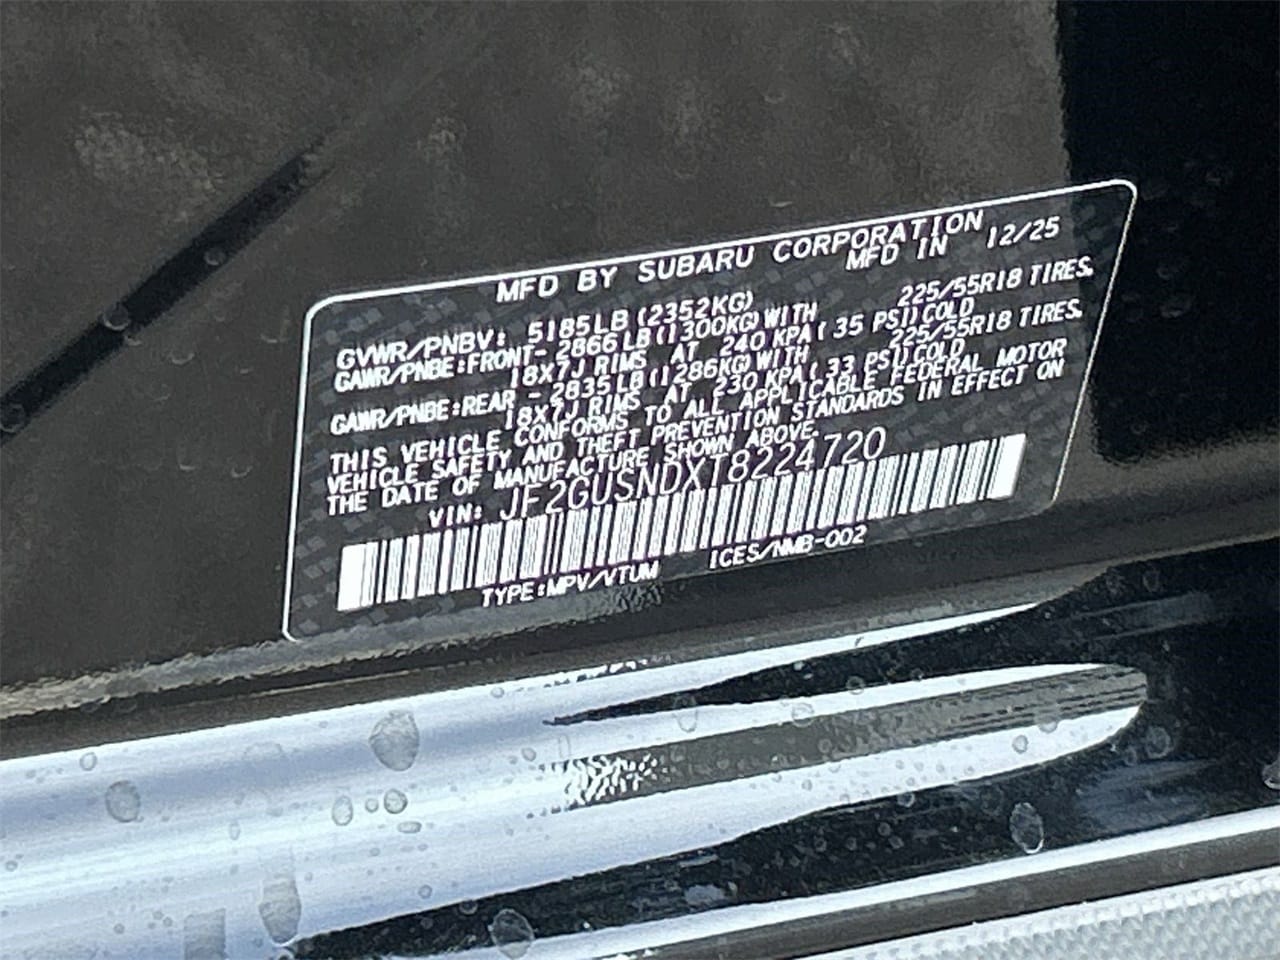 MFD BY SUBARU CORPORATION
MFD IN 12/25
GVWR/PNBV: 5185LB (2352KG)
GAWR/PNBE:FRONT- 2866LB(1300KG)WITH 225/55R18 TIRES.
18X7J RIMS AT 240 KPA( 35 PSI)COLD
GAWR/PNBE:REAR - 2835LB(1286KG)WITH 225/55R18 TIRES.
18X7J RIMS AT 230 KPA( 33 PSI)COLD
THIS VEHICLE CONFORMS TO ALL APPLICABLE FEDERAL MOTOR
VEHICLE SAFETY AND THEFT PREVENTION STANDARDS IN EFFECT ON
THE DATE OF MANUFACTURE SHOWN ABOVE.
VIN: JF2GUSNDXT8224720
TYPE:MPV/VTUM ICES/NMB-002